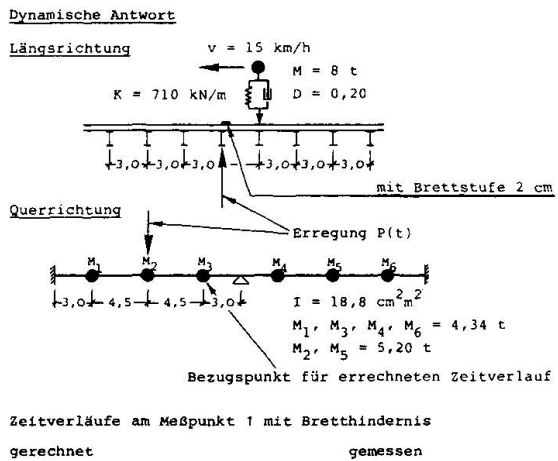 Dynamische Antwort
Längsrichtung
v = 15 km/h
M = 8 t
K = 710 kN/m
D = 0,20
3,0 3,0 3,0 - 3,0 3,0 3,0
mit Brettstufe 2 cm
Querrichtung
Erregung P(t)
M1 M2 M3 M4 M5 M6
3,0 4,5 4,5 3,0
I = 18,8 cm²m²
M1, M3, M4, M6 = 4,34 t
M2, M5 = 5,20 t
Bezugspunkt für errechneten Zeitverlauf
Zeitverläufe am Meßpunkt 1 mit Bretthindernis
gerechnet gemessen